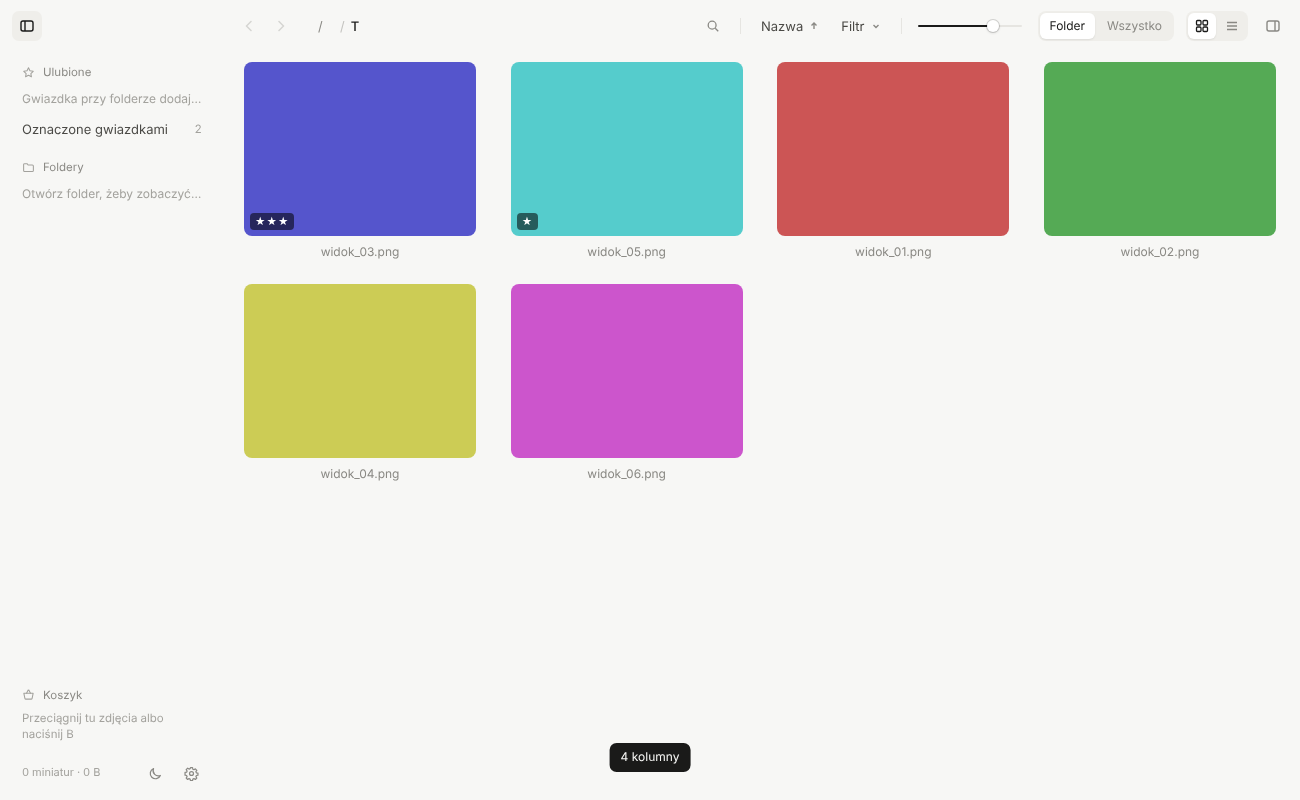 / / T
Nazwa
Filtr
Folder
Wszystko
Ulubione
Gwiazdka przy folderze dodaj...
Oznaczone gwiazdkami 2
Foldery
Otwórz folder, żeby zobaczyć...
★★★
★
widok_03.png
widok_05.png
widok_01.png
widok_02.png
widok_04.png
widok_06.png
Koszyk
Przeciągnij tu zdjęcia albo
naciśnij B
0 miniatur · 0 B
4 kolumny